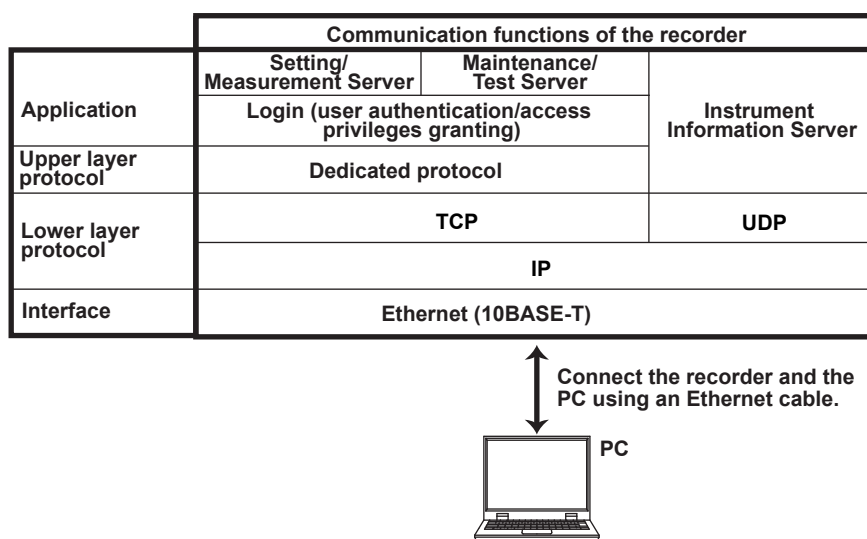 Communication functions of the recorder
Setting/
Measurement Server
Maintenance/
Test Server
Application
Login (user authentication/access
privileges granting)
Instrument
Information Server
Upper layer
protocol
Dedicated protocol
Lower layer
protocol
TCP
UDP
IP
Interface
Ethernet (10BASE-T)
Connect the recorder and the
PC using an Ethernet cable.
PC